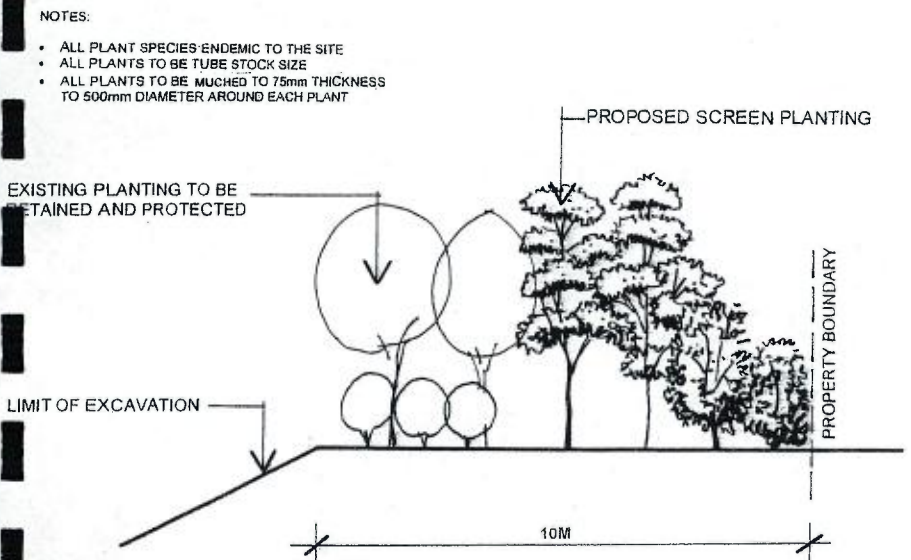 NOTES:
• ALL PLANT SPECIES ENDEMIC TO THE SITE
• ALL PLANTS TO BE TUBE STOCK SIZE
• ALL PLANTS TO BE MUCHED TO 75mm THICKNESS
TO 500mm DIAMETER AROUND EACH PLANT
PROPOSED SCREEN PLANTING
EXISTING PLANTING TO BE
ETAINED AND PROTECTED
PROPERTY BOUNDARY
LIMIT OF EXCAVATION
10M